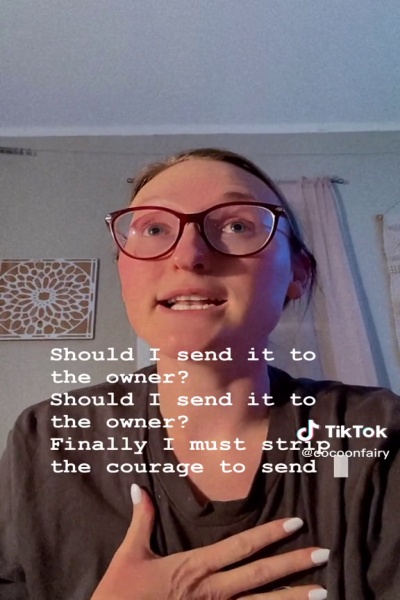 Should I send it to
the owner?
Should I send it to
the owner?
Finally I must strip
the courage to send
TikTok
@cocoonfairy